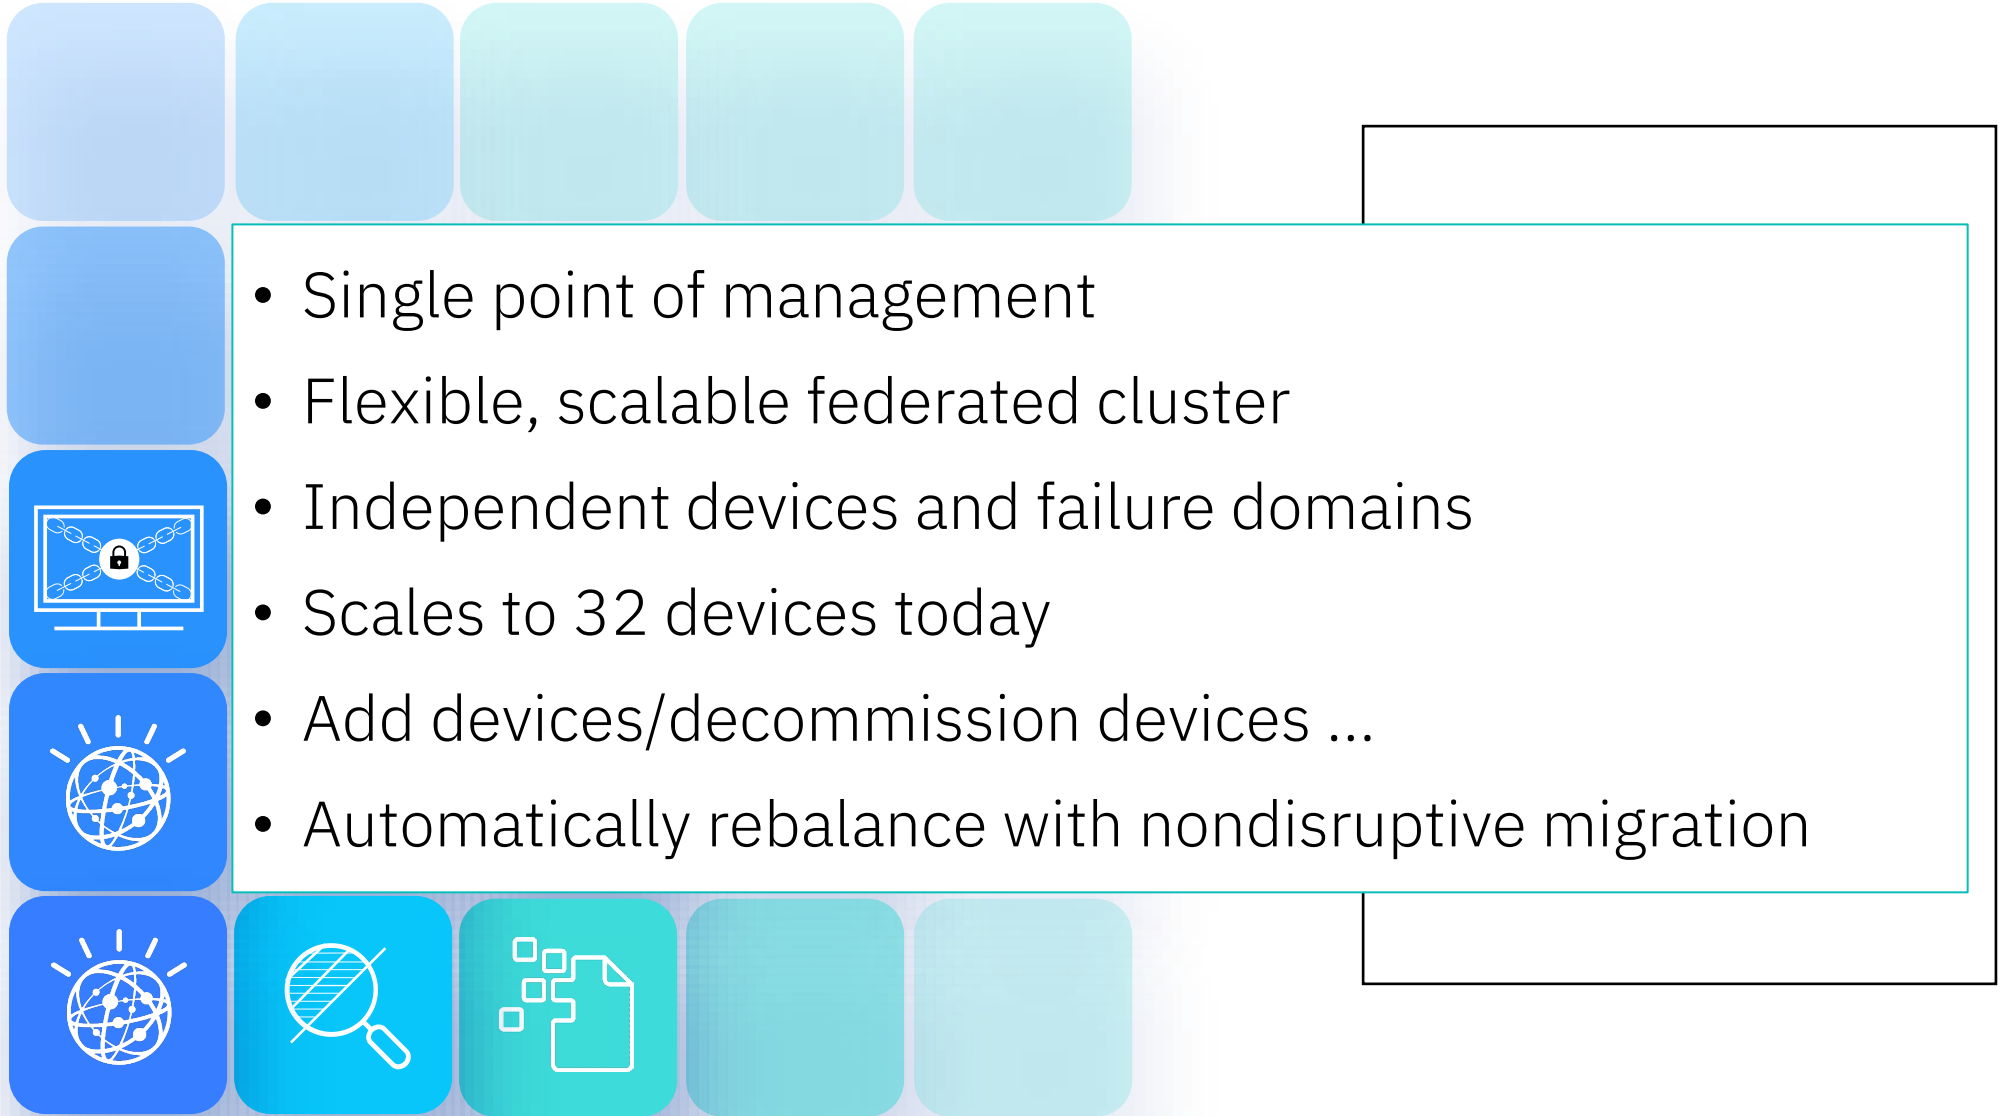 • Single point of management
• Flexible, scalable federated cluster
• Independent devices and failure domains
• Scales to 32 devices today
• Add devices/decommission devices ...
• Automatically rebalance with nondisruptive migration